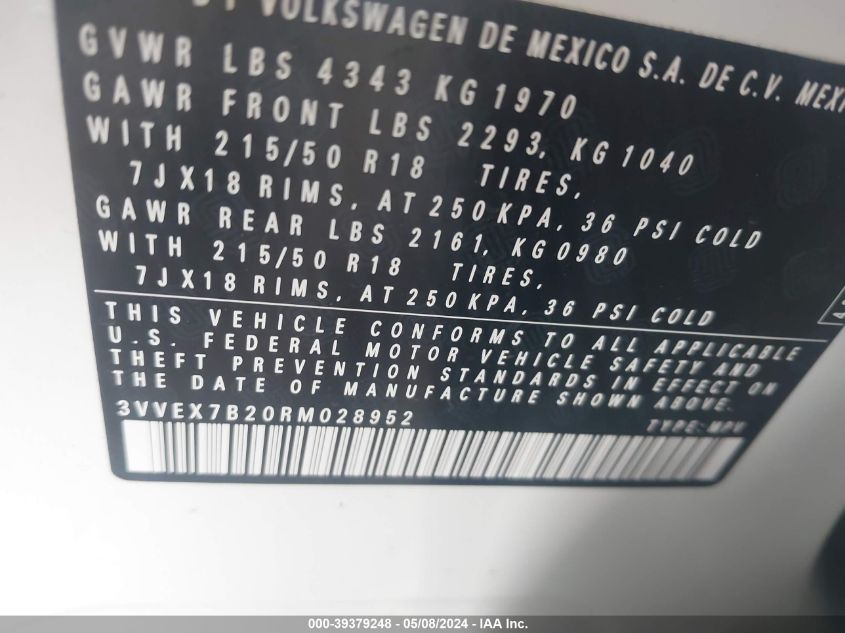 BY VOLKSWAGEN DE MEXICO S.A. DE C.V. MEXI
GVWR LBS 4343 KG 1970
GAWR FRONT LBS 2293, KG 1040
WITH 215/50 R18 TIRES,
7JX18 RIMS, AT 250 KPA, 36 PSI COLD
GAWR REAR LBS 2161, KG 0980
WITH 215/50 R18 TIRES,
7JX18 RIMS, AT 250 KPA, 36 PSI COLD
THIS VEHICLE CONFORMS TO ALL APPLICABLE
U.S. FEDERAL MOTOR VEHICLE SAFETY AND
THEFT PREVENTION STANDARDS IN EFFECT ON
THE DATE OF MANUFACTURE SHOWN ABOVE.
3VVEX7B20RM028952 TYPE:MPV
000-39379248 - 05/08/2024 - IAA Inc.